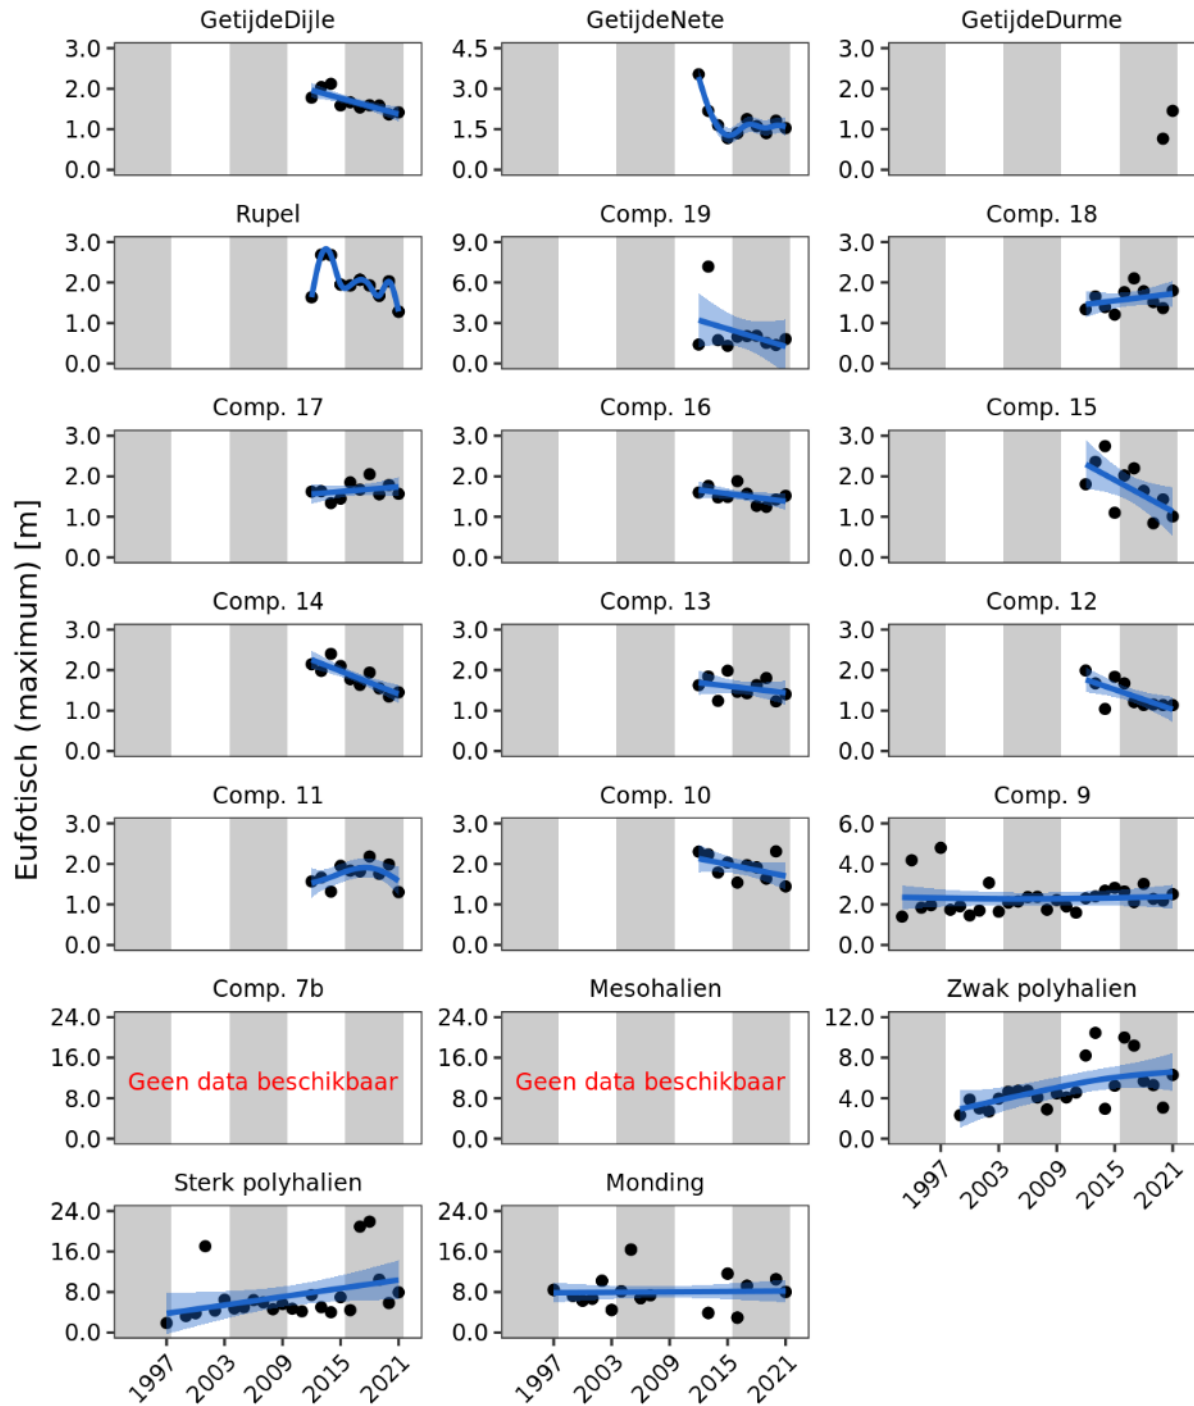 GetijdeDijle GetijdeNete GetijdeDurme
3.0 4.5 3.0
2.0 3.0 2.0
1.0 1.5 1.0
0.0 0.0 0.0
Rupel Comp. 19 Comp. 18
3.0 9.0 3.0
2.0 6.0 2.0
1.0 3.0 1.0
0.0 0.0 0.0
Comp. 17 Comp. 16 Comp. 15
3.0 3.0 3.0
2.0 2.0 2.0
1.0 1.0 1.0
0.0 0.0 0.0
Eufotisch (maximum) [m]
Comp. 14 Comp. 13 Comp. 12
3.0 3.0 3.0
2.0 2.0 2.0
1.0 1.0 1.0
0.0 0.0 0.0
Comp. 11 Comp. 10 Comp. 9
3.0 3.0 6.0
2.0 2.0 4.0
1.0 1.0 2.0
0.0 0.0 0.0
Comp. 7b Mesohalien Zwak polyhalien
24.0 24.0 12.0
16.0 16.0 8.0
Geen data beschikbaar Geen data beschikbaar
8.0 8.0 4.0
0.0 0.0 0.0
1997 2003 2009 2015 2021
Sterk polyhalien Monding
24.0 24.0
16.0 16.0
8.0 8.0
0.0 0.0
1997 2003 2009 2015 2021 1997 2003 2009 2015 2021